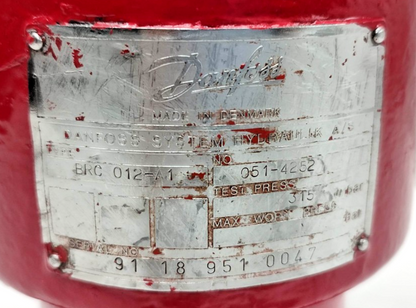 Danfoss
MADE IN DENMARK
DANFOSS SYSTEM HYDRAULIK A/S
NO.
BRC 012-A1 051-4252
TEST PRESS.
315 bar
MAX. WORK PRESS.
bar
SERIAL NO.
91 18 951 0047